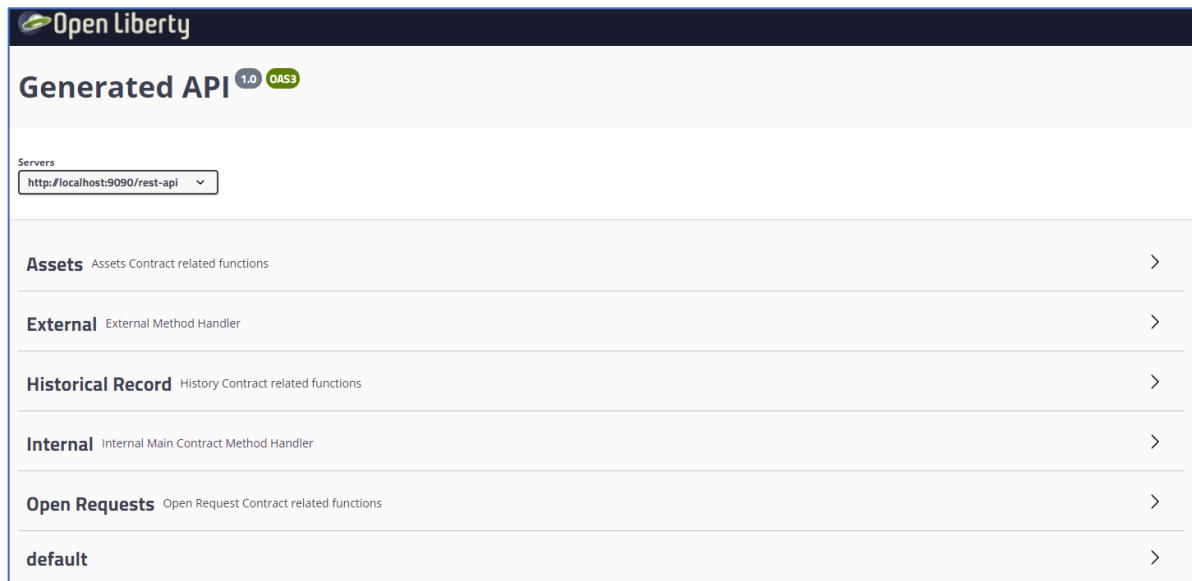 Open Liberty
Generated API 1.0 OAS3
Servers
http://localhost:9090/rest-api
Assets Assets Contract related functions
External External Method Handler
Historical Record History Contract related functions
Internal Internal Main Contract Method Handler
Open Requests Open Request Contract related functions
default